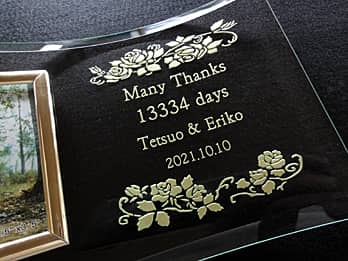 Many Thanks
13334 days
Tetsuo & Eriko
2021.10.10